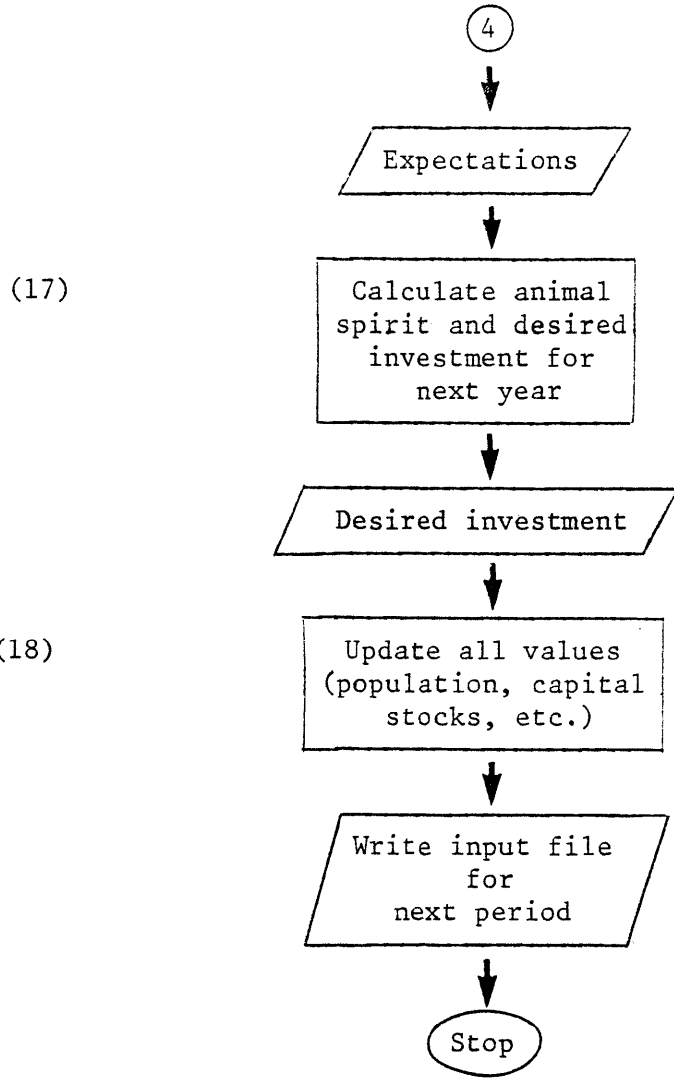 4
Expectations
(17)
Calculate animal
spirit and desired
investment for
next year
Desired investment
(18)
Update all values
(population, capital
stocks, etc.)
Write input file
for
next period
Stop